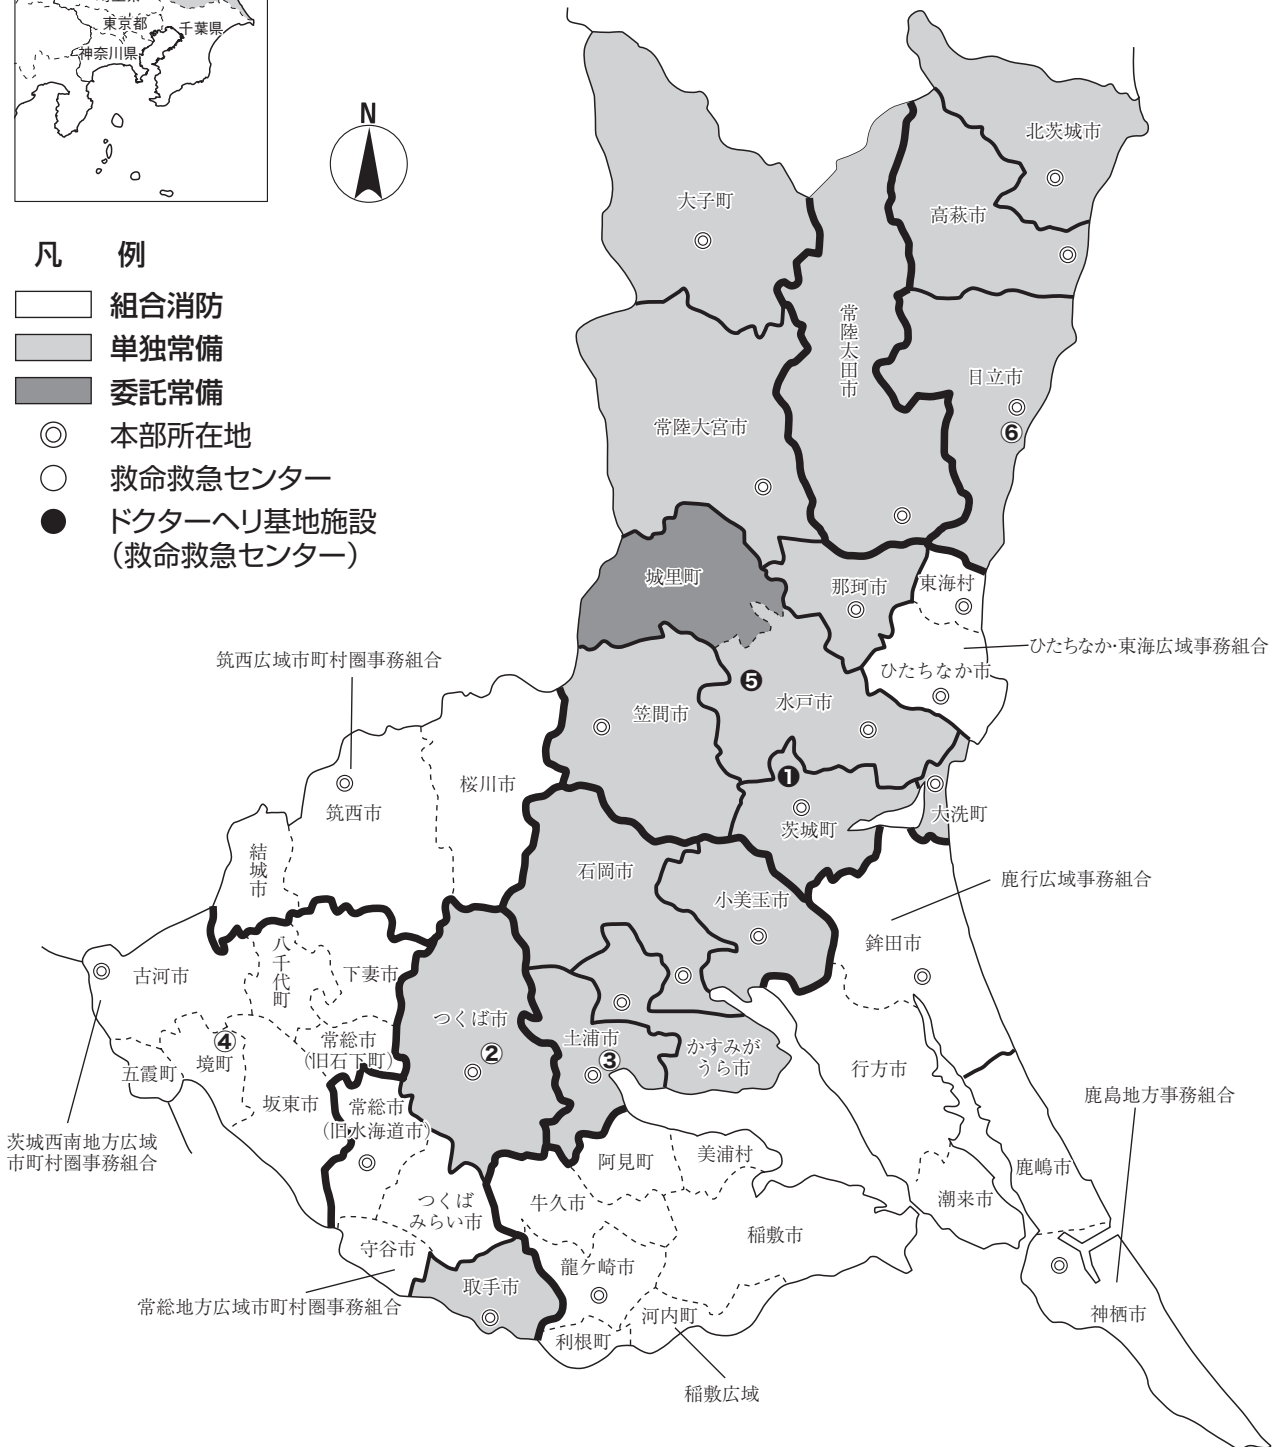 東京都
千葉県
神奈川県
N
凡 例
組合消防
単独常備
委託常備
本部所在地
救命救急センター
ドクターヘリ基地施設
(救命救急センター)
北茨城市
大子町
高萩市
常陸太田市
日立市
⑥
常陸大宮市
城里町
那珂市
東海村
ひたちなか・東海広域事務組合
筑西広域市町村圏事務組合
ひたちなか市
❺
水戸市
笠間市
桜川市
❶
筑西市
茨城町
大洗町
結城市
石岡市
鹿行広域事務組合
小美玉市
鉾田市
八千代町
古河市
下妻市
つくば市
常総市
(旧石下町)
④
境町
②
土浦市
③
かすみが
うら市
五霞町
行方市
坂東市
常総市
(旧水海道市)
鹿島地方事務組合
茨城西南地方広域
市町村圏事務組合
阿見町
美浦村
鹿嶋市
つくば
みらい市
牛久市
潮来市
稲敷市
守谷市
龍ケ崎市
取手市
常総地方広域市町村圏事務組合
河内町
神栖市
利根町
稲敷広域